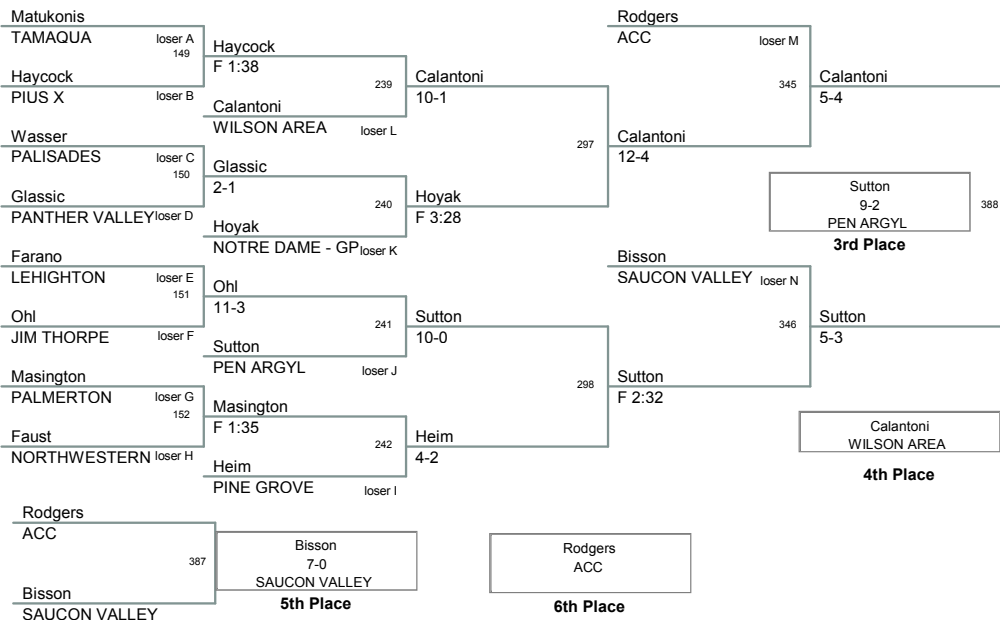 Matukonis
TAMAQUA loser A
149
Haycock
PIUS X loser B
Wasser
PALISADES loser C
150
Glassic
PANTHER VALLEY loser D
Farano
LEHIGHTON loser E
151
Ohl
JIM THORPE loser F
Masington
PALMERTON loser G
152
Faust
NORTHWESTERN loser H
Haycock
F 1:38
239
Calantoni
WILSON AREA loser L
Glassic
2-1
240
Hoyak
NOTRE DAME - GP loser K
Ohl
11-3
241
Sutton
PEN ARGYL loser J
Masington
F 1:35
242
Heim
PINE GROVE loser I
Calantoni
10-1
297
Hoyak
F 3:28
Sutton
10-0
298
Heim
4-2
Rodgers
ACC loser M
345
Calantoni
12-4
Bisson
SAUCON VALLEY loser N
346
Sutton
F 2:32
Calantoni
5-4
Sutton
9-2
PEN ARGYL
388
3rd Place
Sutton
5-3
Calantoni
WILSON AREA
4th Place
Rodgers
ACC
387
Bisson
SAUCON VALLEY
Bisson
7-0
SAUCON VALLEY
5th Place
Rodgers
ACC
6th Place